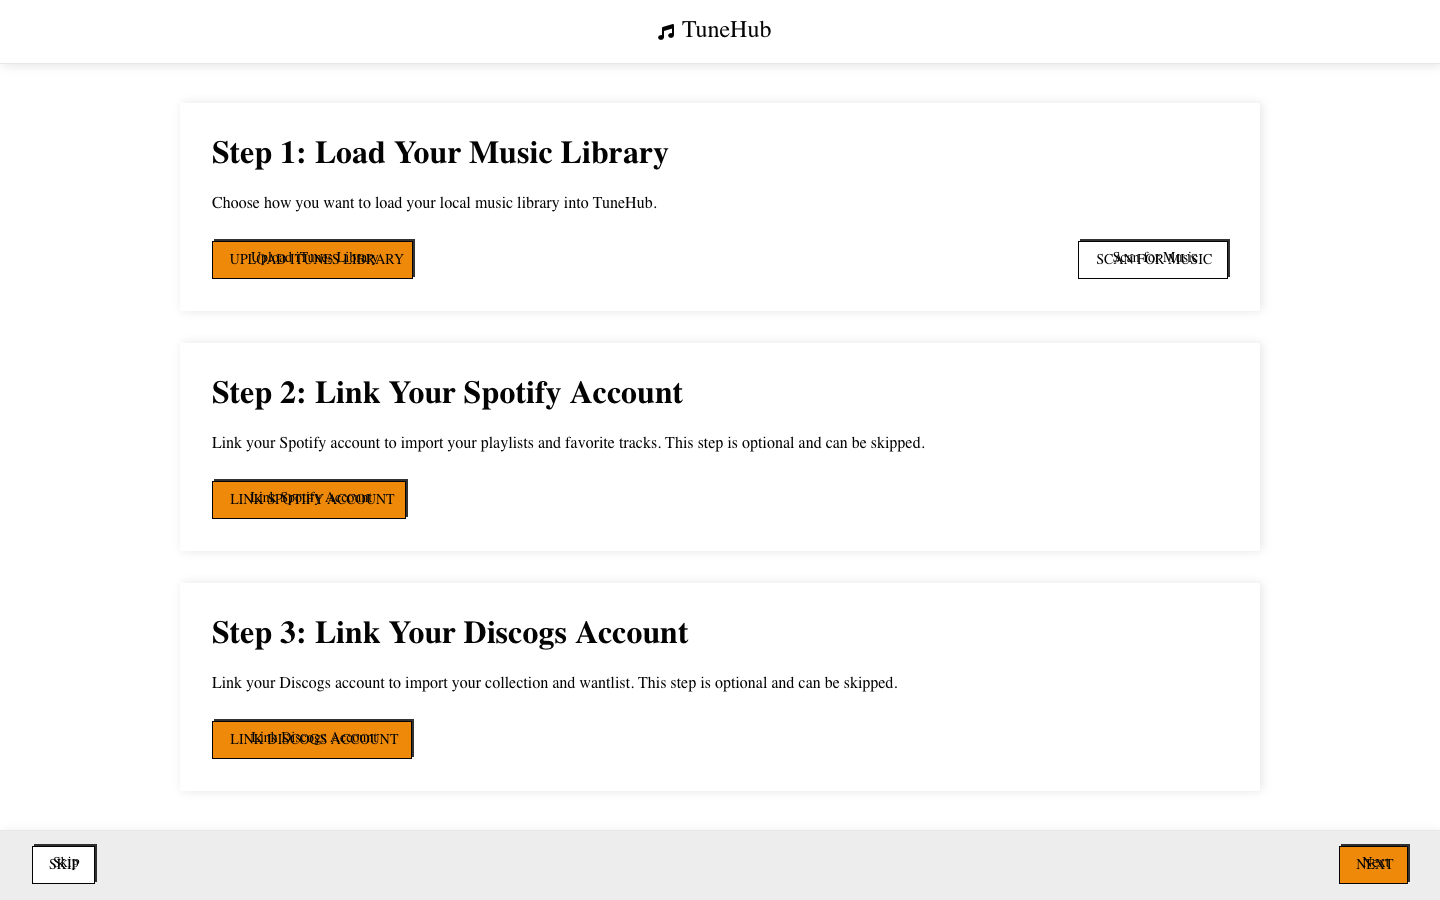 TuneHub
Step 1: Load Your Music Library
Choose how you want to load your local music library into TuneHub.
UPLOAD ITUNES LIBRARY
Upload iTunes Library
SCAN FOR MUSIC
Scan for Music
Step 2: Link Your Spotify Account
Link your Spotify account to import your playlists and favorite tracks. This step is optional and can be skipped.
LINK SPOTIFY ACCOUNT
Link Spotify Account
Step 3: Link Your Discogs Account
Link your Discogs account to import your collection and wantlist. This step is optional and can be skipped.
LINK DISCOGS ACCOUNT
Link Discogs Account
SKIP
Skip
NEXT
Next